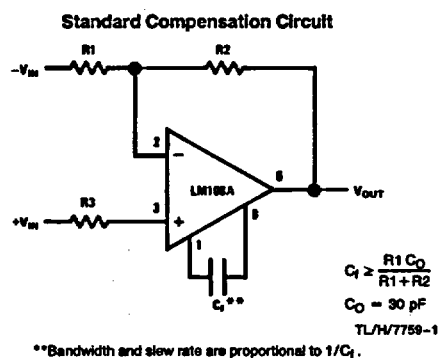 Standard Compensation Circuit
R1
R2
−VIN
2
−
6
LM108A
VOUT
R3
3
+
+VIN
1
8
Cf**
Cf ≥ R1 CO
R1 + R2
CO = 30 pF
TL/H/7759–1
**Bandwidth and slew rate are proportional to 1/Cf.